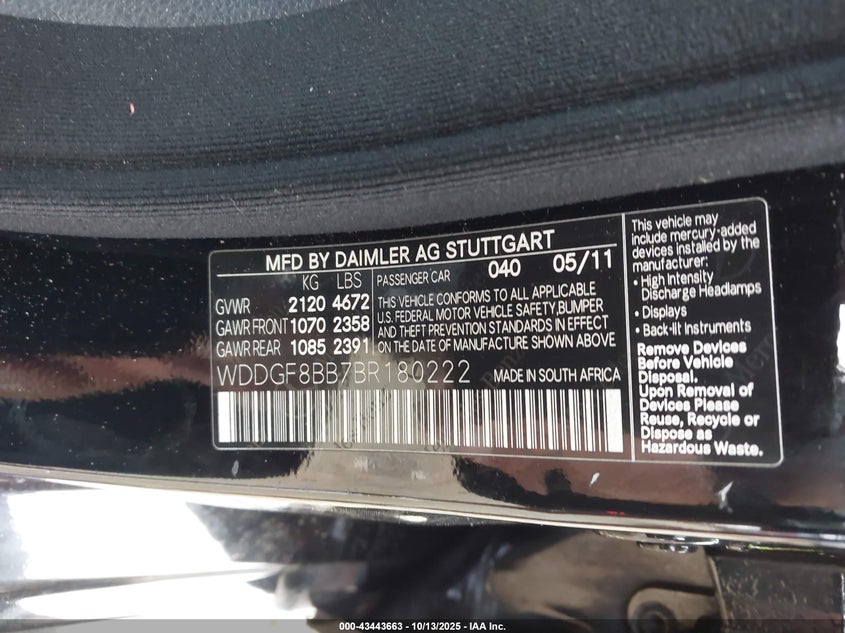 MFD BY DAIMLER AG STUTTGART
KG LBS
GVWR 2120 4672
GAWR FRONT 1070 2358
GAWR REAR 1085 2391
PASSENGER CAR 040 05/11
THIS VEHICLE CONFORMS TO ALL APPLICABLE
U.S. FEDERAL MOTOR VEHICLE SAFETY,BUMPER
AND THEFT PREVENTION STANDARDS IN EFFECT
ON THE DATE OF MANUFACTURE SHOWN ABOVE
WDDGF8BB7BR180222 MADE IN SOUTH AFRICA
This vehicle may
include mercury-added
devices installed by the
manufacturer:
• High Intensity
Discharge Headlamps
• Displays
• Back-lit Instruments
Remove Devices
Before Vehicle
Disposal.
Upon Removal of
Devices Please
Reuse, Recycle or
Dispose as
Hazardous Waste.
000-43443663 - 10/13/2025 - IAA Inc.